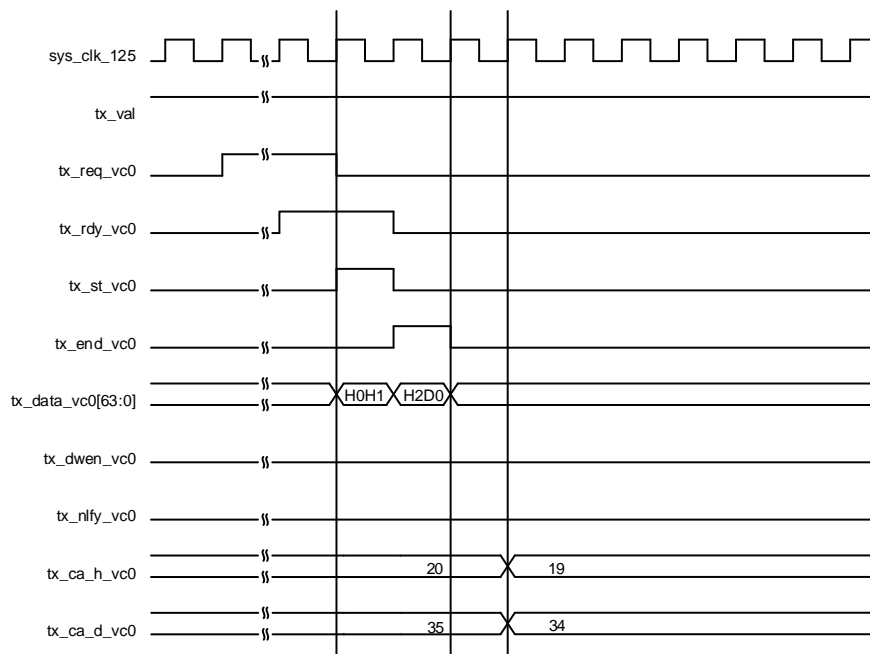 sys_clk_125
tx_val
tx_req_vc0
tx_rdy_vc0
tx_st_vc0
tx_end_vc0
tx_data_vc0[63:0] H0H1 H2D0
tx_dwen_vc0
tx_nlfy_vc0
tx_ca_h_vc0 20 19
tx_ca_d_vc0 35 34